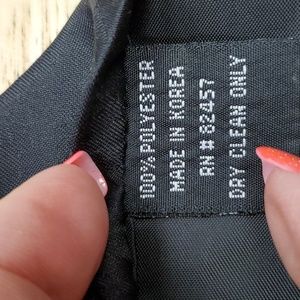 100% POLYESTER
MADE IN KOREA
RN # 82457
DRY CLEAN ONLY